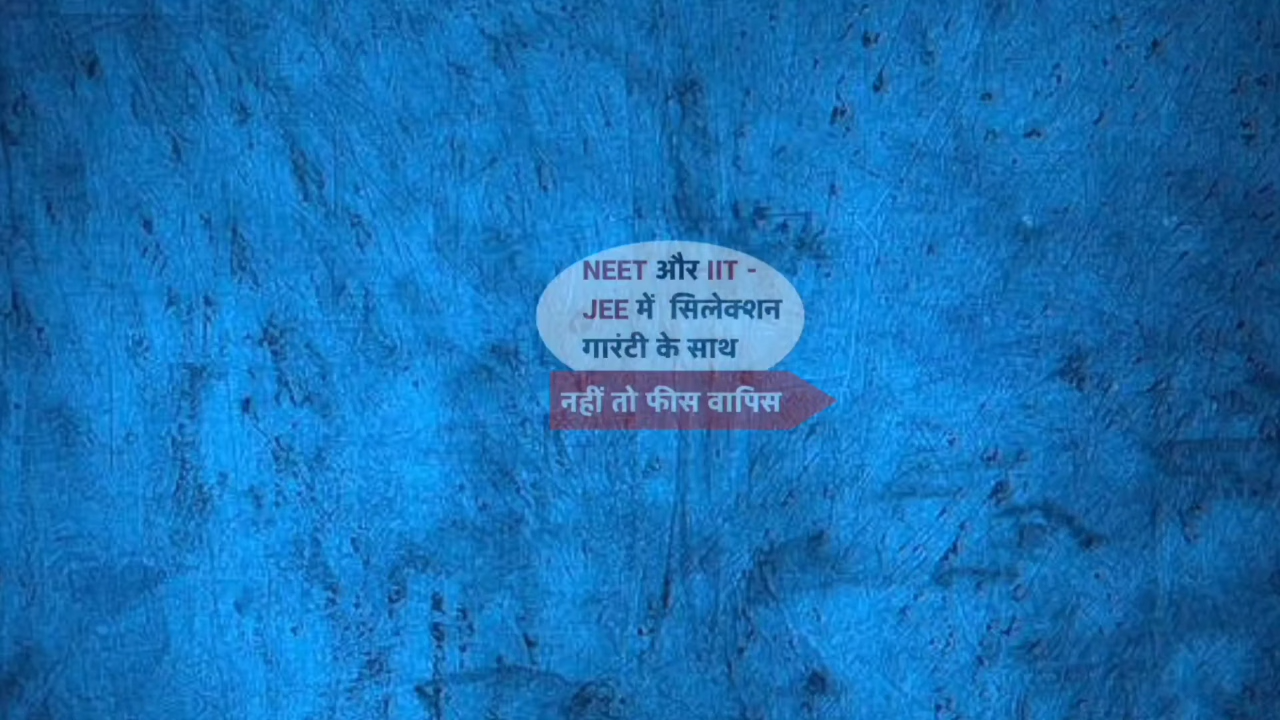 NEET और IIT -
JEE में सिलेक्शन
गारंटी के साथ
नहीं तो फीस वापिस